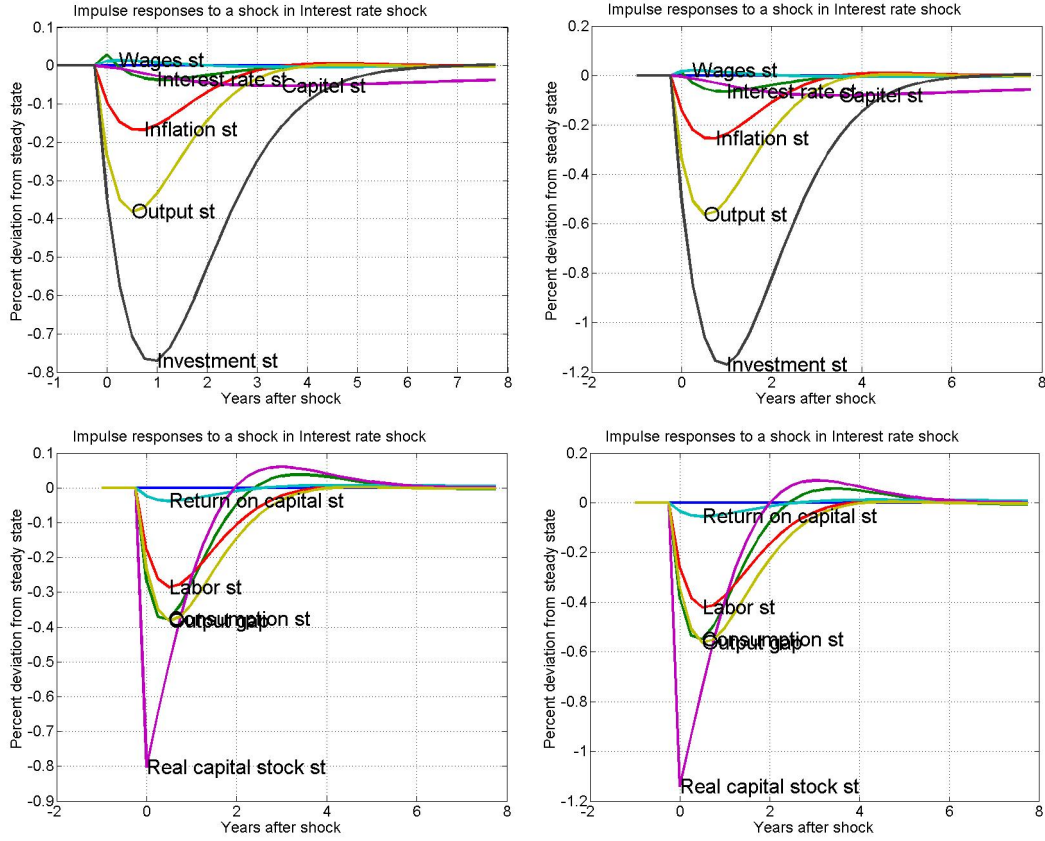 Impulse responses to a shock in Interest rate shock
Percent deviation from steady state
0.1
0
-0.1
-0.2
-0.3
-0.4
-0.5
-0.6
-0.7
-0.8
Wages st
Interest rate st
Capitel st
Inflation st
Output st
Investment st
-1 0 1 2 3 4 5 6 7 8
Years after shock
Impulse responses to a shock in Interest rate shock
Percent deviation from steady state
0.2
0
-0.2
-0.4
-0.6
-0.8
-1
-1.2
Wages st
Interest rate st
Capitel st
Inflation st
Output st
Investment st
-2 0 2 4 6 8
Years after shock
Impulse responses to a shock in Interest rate shock
Percent deviation from steady state
0.1
0
-0.1
-0.2
-0.3
-0.4
-0.5
-0.6
-0.7
-0.8
-0.9
Return on capital st
Labor st
Consumption st
Output gap
Real capital stock st
-2 0 2 4 6 8
Years after shock
Impulse responses to a shock in Interest rate shock
Percent deviation from steady state
0.2
0
-0.2
-0.4
-0.6
-0.8
-1
-1.2
Return on capital st
Labor st
Consumption st
Output gap
Real capital stock st
-2 0 2 4 6 8
Years after shock